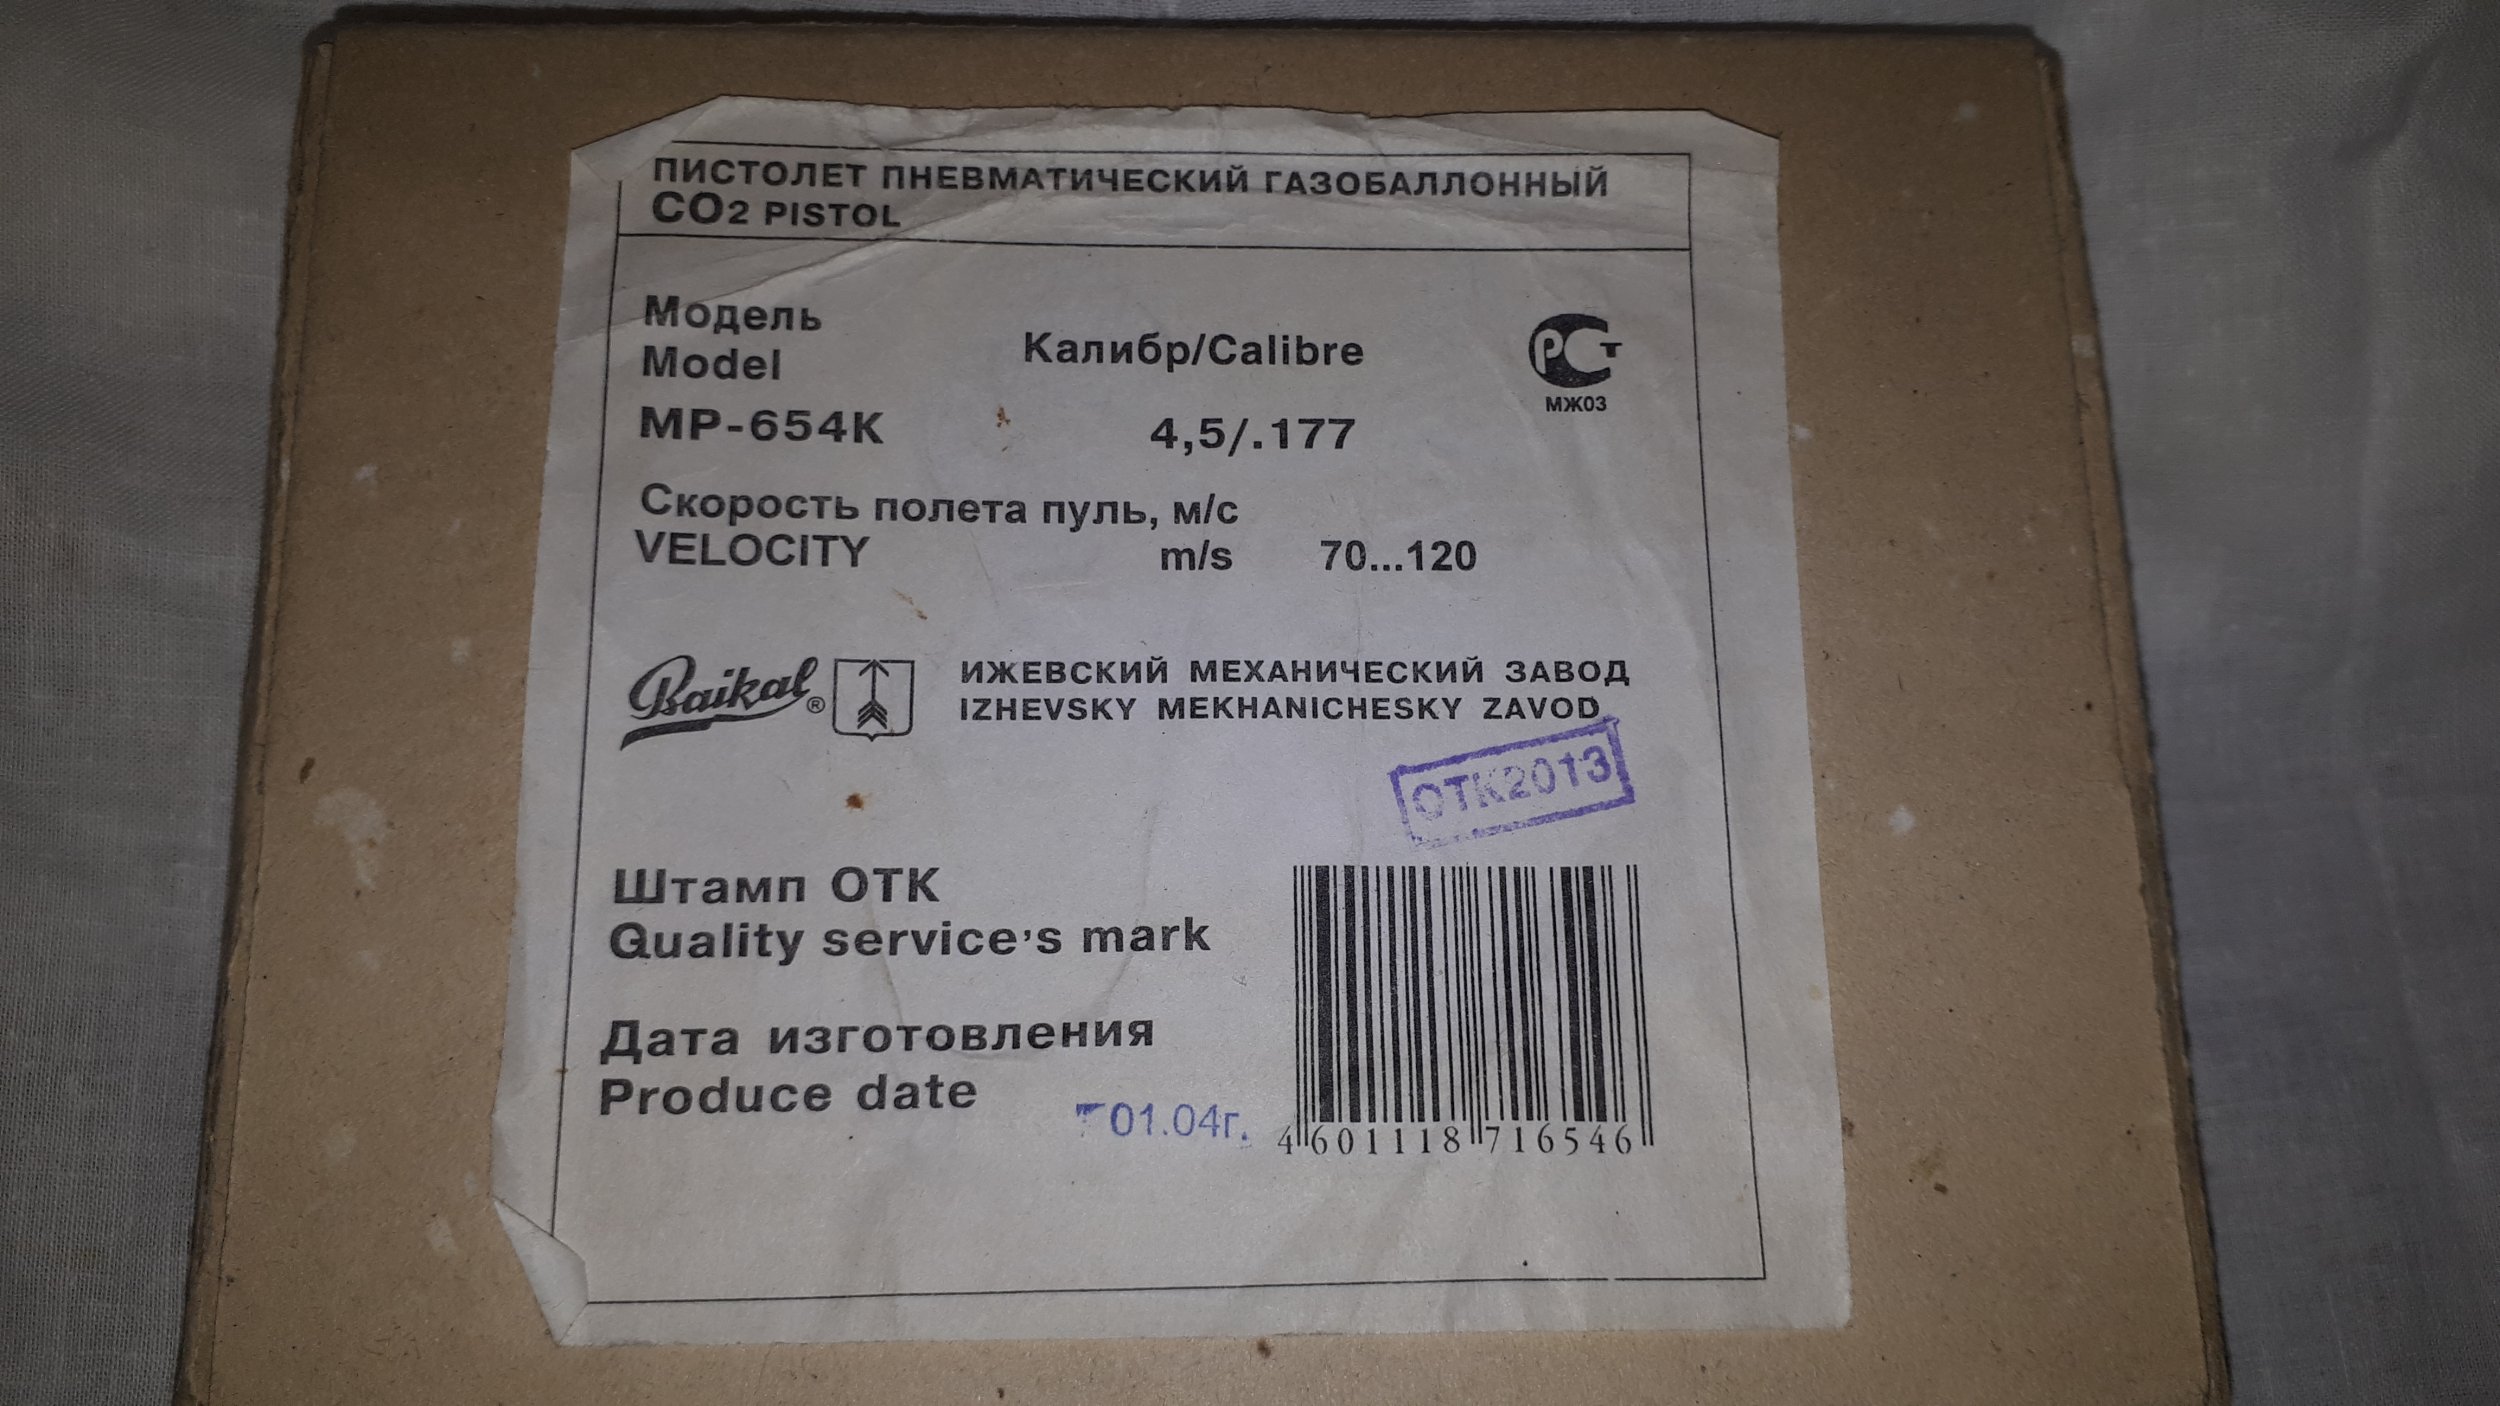 ПИСТОЛЕТ ПНЕВМАТИЧЕСКИЙ ГАЗОБАЛЛОННЫЙ
CO2 PISTOL
Модель
Model
Калибр/Calibre
РСТ
МЖ03
MP-654K
4,5/.177
Скорость полета пуль, м/с
VELOCITY m/s 70...120
Baikal®
ИЖЕВСКИЙ МЕХАНИЧЕСКИЙ ЗАВОД
IZHEVSKY MEKHANICHESKY ZAVOD
ОТК2013
Штамп ОТК
Quality service's mark
Дата изготовления
Produce date
01.04г.
4 601118 716546